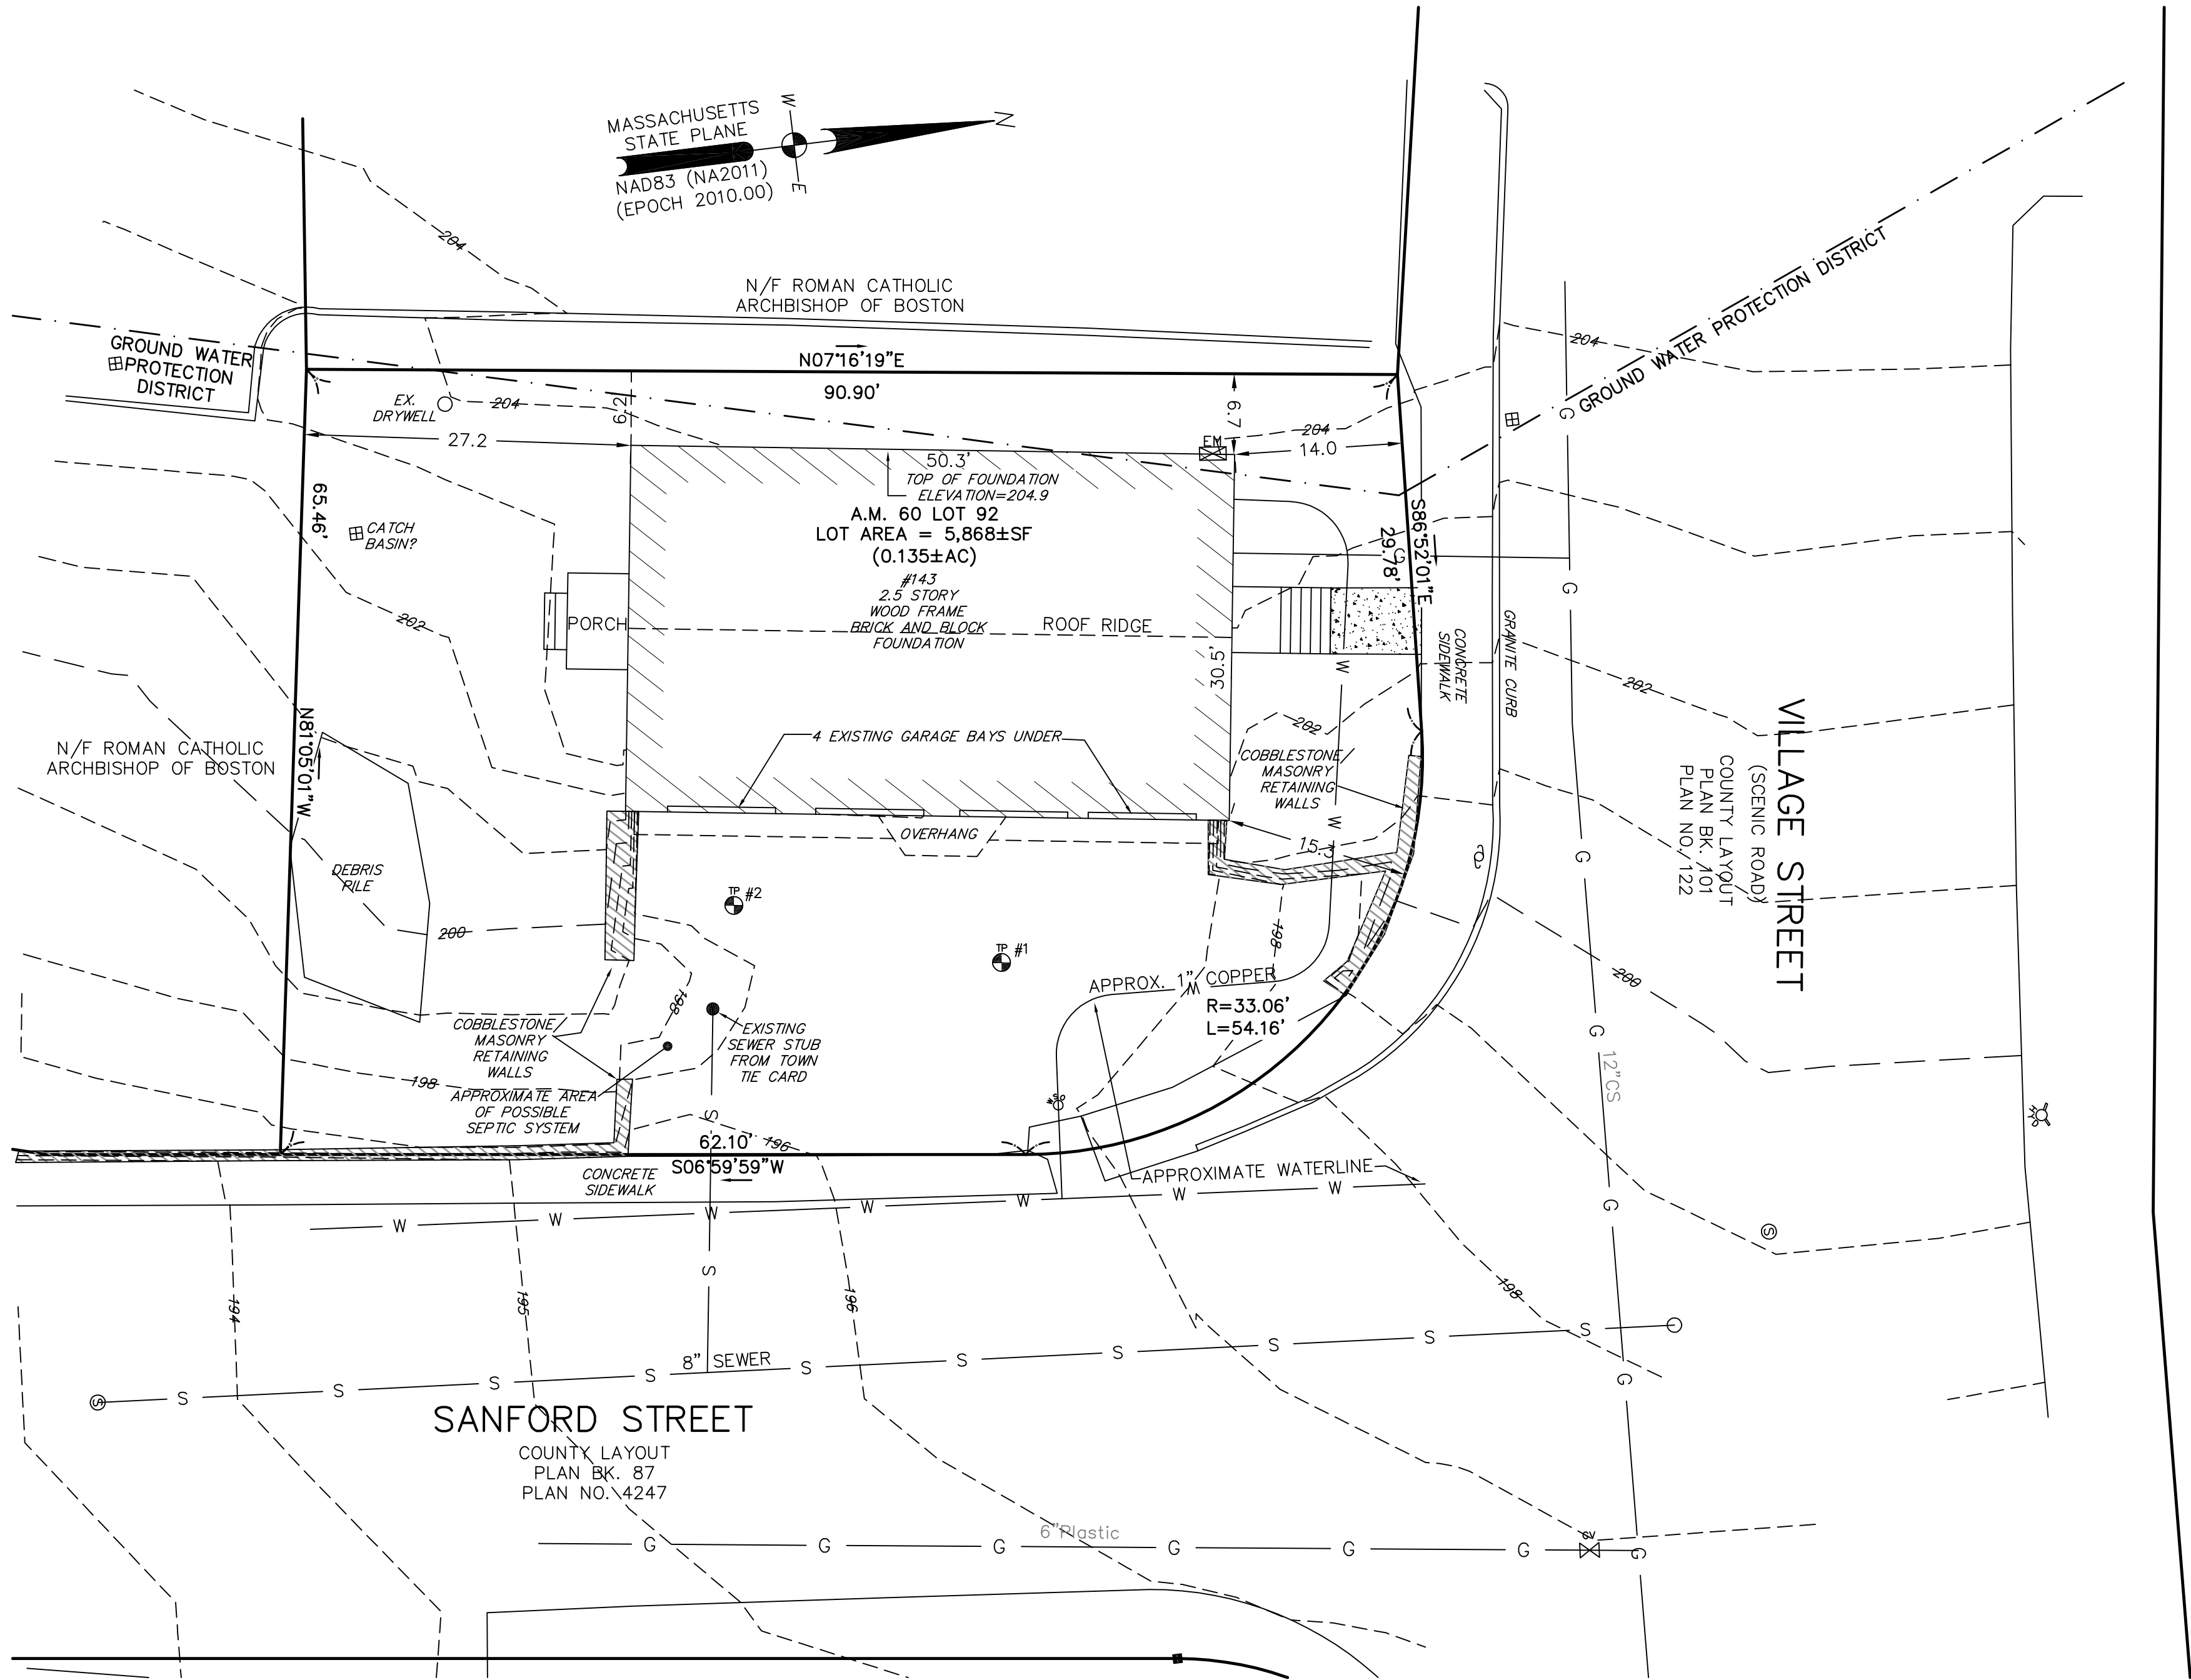 MASSACHUSETTS
STATE PLANE
NAD83 (NA2011)
(EPOCH 2010.00)
W
E
N
204
N/F ROMAN CATHOLIC
ARCHBISHOP OF BOSTON
GROUND WATER
PROTECTION
DISTRICT
GROUND WATER PROTECTION DISTRICT
N07°16'19"E
90.90'
EX.
DRYWELL
204
6.2
27.2
6.7
EM
204
14.0
204
G
50.3'
TOP OF FOUNDATION
ELEVATION=204.9
A.M. 60 LOT 92
LOT AREA = 5,868±SF
(0.135±AC)
#143
2.5 STORY
WOOD FRAME
BRICK AND BLOCK
FOUNDATION
ROOF RIDGE
PORCH
30.5'
65.46'
CATCH
BASIN?
202
S86°52'01"E
29.78'
G
G
CONCRETE
SIDEWALK
GRANITE CURB
202
VILLAGE STREET
(SCENIC ROAD)
COUNTY LAYOUT
PLAN BK. 101
PLAN NO. 122
N/F ROMAN CATHOLIC
ARCHBISHOP OF BOSTON
N81°05'01"W
4 EXISTING GARAGE BAYS UNDER
W
202
COBBLESTONE
MASONRY
RETAINING
WALLS
W
OVERHANG
15.3
G
DEBRIS
PILE
TP #2
200
TP #1
198
200
APPROX. 1" COPPER
W
R=33.06'
L=54.16'
G
12"CS
198
COBBLESTONE
MASONRY
RETAINING
WALLS
EXISTING
SEWER STUB
FROM TOWN
TIE CARD
198
APPROXIMATE AREA
OF POSSIBLE
SEPTIC SYSTEM
WSO
S
62.10'
196
S06°59'59"W
CONCRETE
SIDEWALK
APPROXIMATE WATERLINE
W W W W W W W
HYD
G
S
S
194
195
196
198
8" SEWER
S S S S S S S S S S
S
G
SANFORD STREET
COUNTY LAYOUT
PLAN BK. 87
PLAN NO. 4247
6"Plastic
GV
G G G G G G G